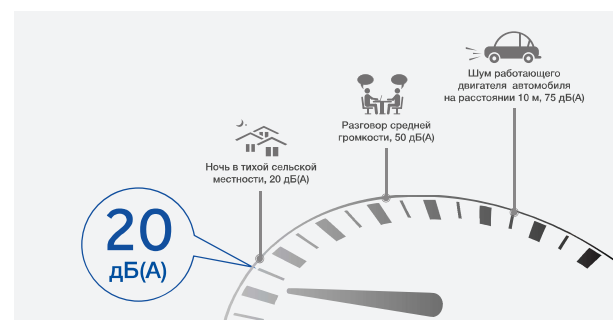 Шум работающего
двигателя автомобиля
на расстоянии 10 м, 75 дБ(А)
Разговор средней
громкости, 50 дБ(А)
Ночь в тихой сельской
местности, 20 дБ(А)
20
дБ(А)